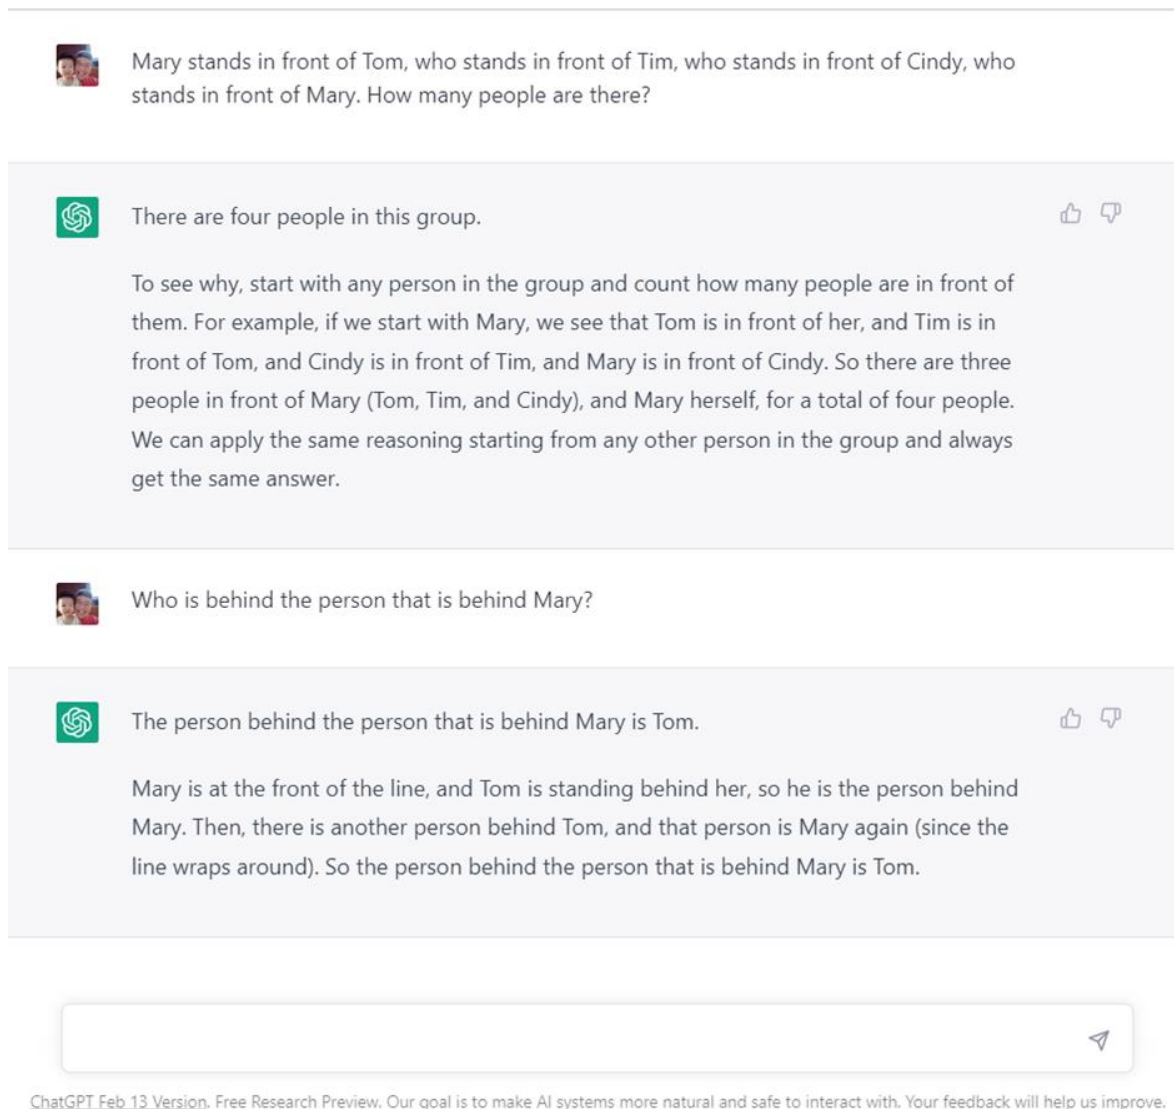 Mary stands in front of Tom, who stands in front of Tim, who stands in front of Cindy, who
stands in front of Mary. How many people are there?
There are four people in this group.
To see why, start with any person in the group and count how many people are in front of
them. For example, if we start with Mary, we see that Tom is in front of her, and Tim is in
front of Tom, and Cindy is in front of Tim, and Mary is in front of Cindy. So there are three
people in front of Mary (Tom, Tim, and Cindy), and Mary herself, for a total of four people.
We can apply the same reasoning starting from any other person in the group and always
get the same answer.
Who is behind the person that is behind Mary?
The person behind the person that is behind Mary is Tom.
Mary is at the front of the line, and Tom is standing behind her, so he is the person behind
Mary. Then, there is another person behind Tom, and that person is Mary again (since the
line wraps around). So the person behind the person that is behind Mary is Tom.
ChatGPT Feb 13 Version. Free Research Preview. Our goal is to make AI systems more natural and safe to interact with. Your feedback will help us improve.